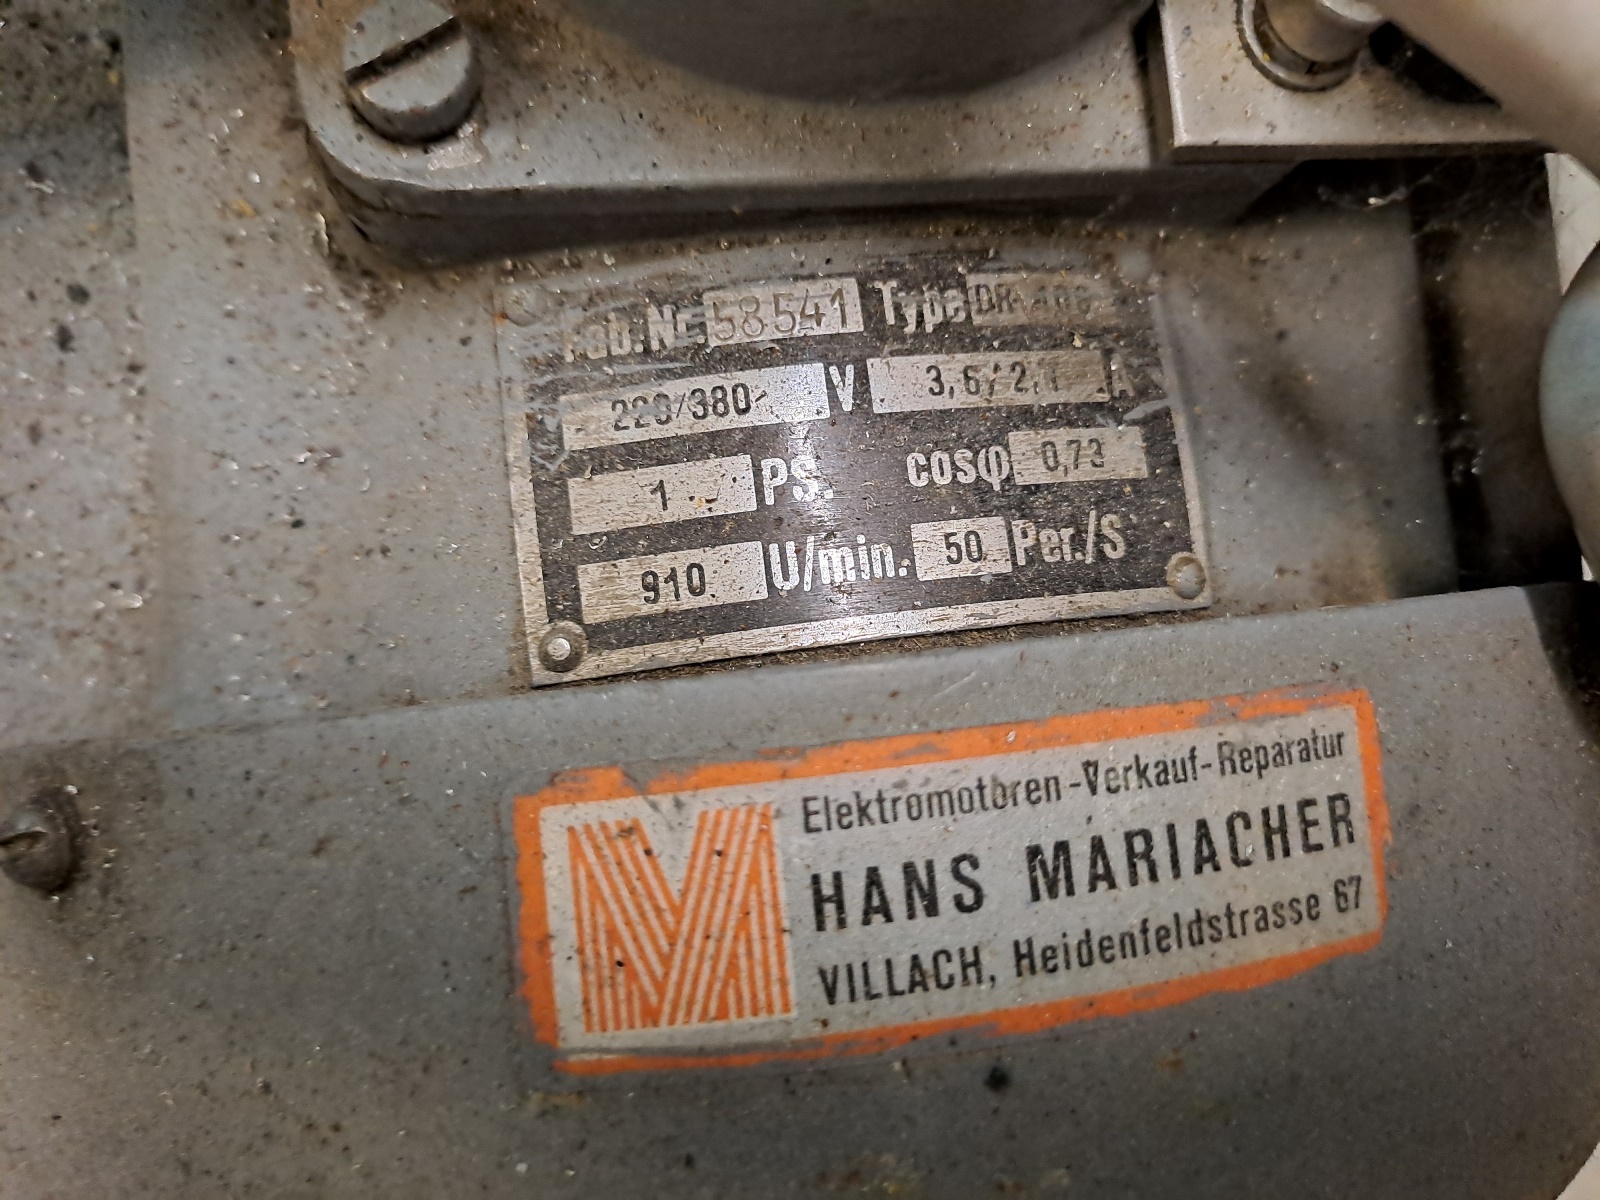 Fab. Nr. 58541 Type
220/380 V 3,6/2,1 A
1 PS. cosφ 0,73
910 U/min. 50 Per./S
Elektromotoren-Verkauf-Reparatur
HANS MARIACHER
VILLACH, Heidenfeldstrasse 67